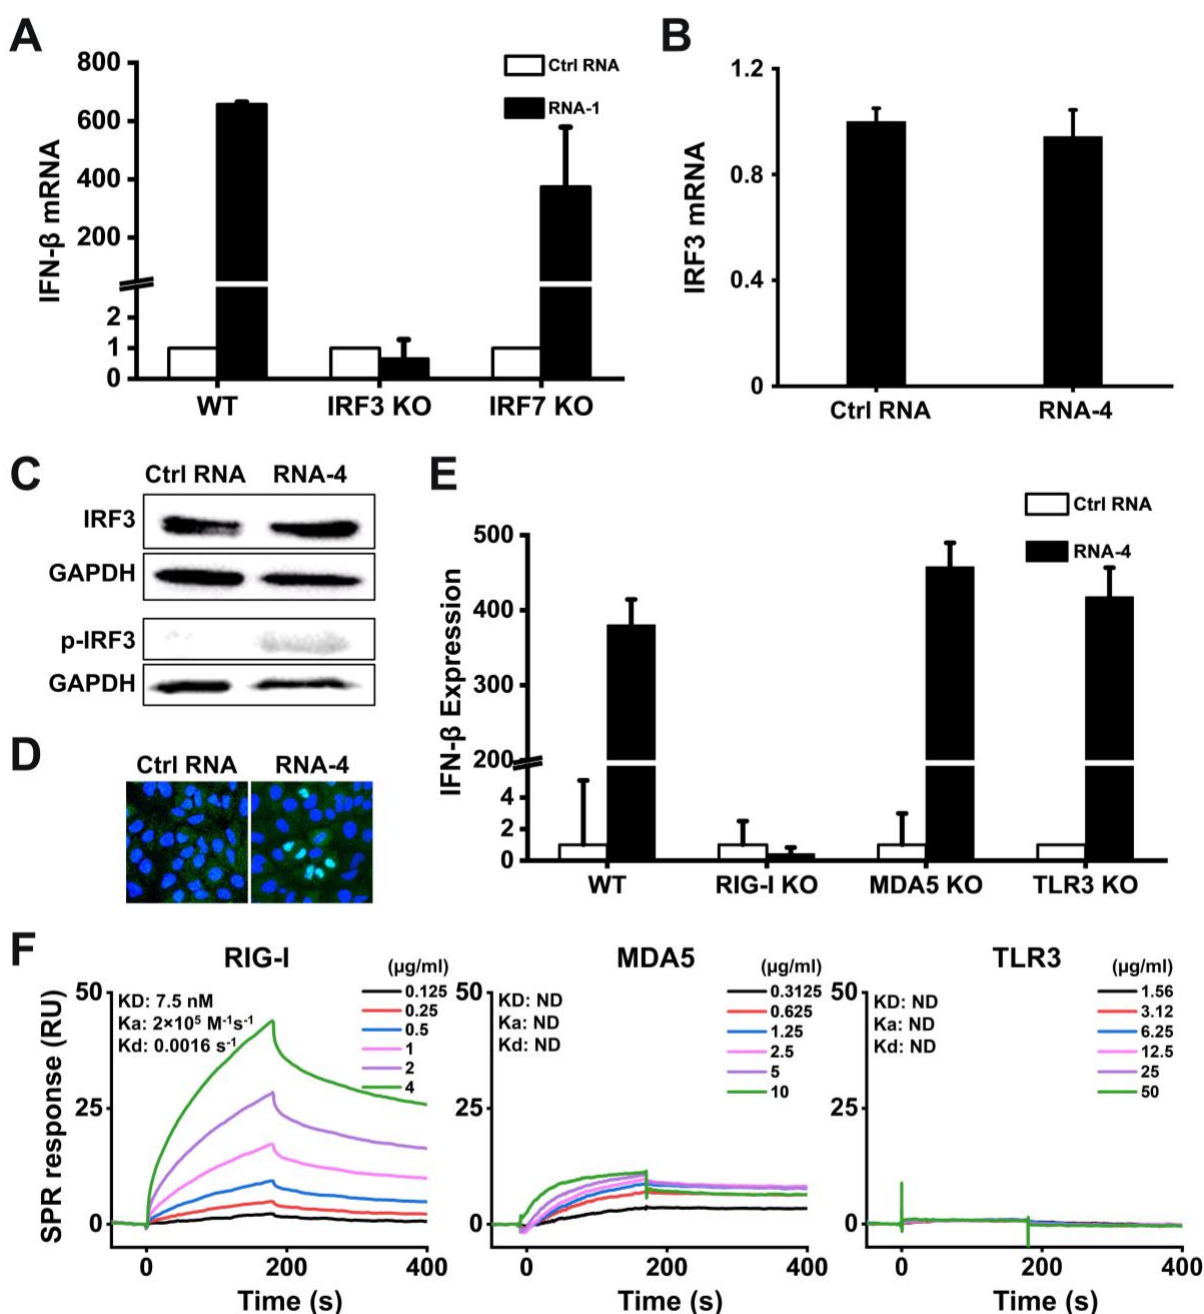 A
IFN-β mRNA
800
600
400
200
2
1
0
Ctrl RNA
RNA-1
WT
IRF3 KO
IRF7 KO
B
IRF3 mRNA
1.2
0.8
0.4
0
Ctrl RNA
RNA-4
C
Ctrl RNA
RNA-4
IRF3
GAPDH
p-IRF3
GAPDH
D
Ctrl RNA
RNA-4
E
IFN-β Expression
500
400
300
200
4
2
0
Ctrl RNA
RNA-4
WT
RIG-I KO
MDA5 KO
TLR3 KO
F
SPR response (RU)
RIG-I
50
25
0
KD: 7.5 nM
Ka: 2×10⁵ M⁻¹s⁻¹
Kd: 0.0016 s⁻¹
(μg/ml)
0.125
0.25
0.5
1
2
4
0
200
400
Time (s)
MDA5
50
25
0
KD: ND
Ka: ND
Kd: ND
(μg/ml)
0.3125
0.625
1.25
2.5
5
10
0
200
400
Time (s)
TLR3
50
25
0
KD: ND
Ka: ND
Kd: ND
(μg/ml)
1.56
3.12
6.25
12.5
25
50
0
200
400
Time (s)